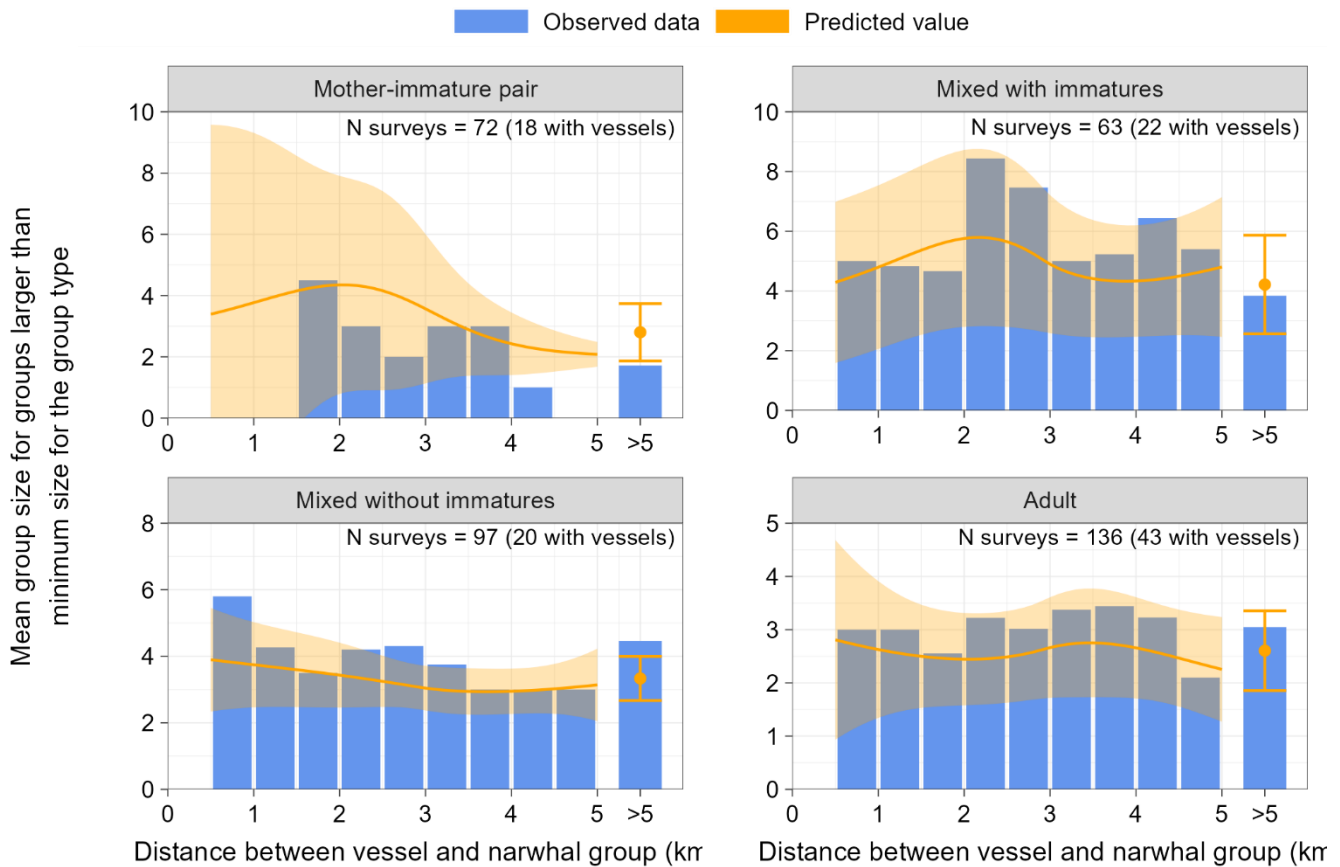 Observed data
Predicted value
Mean group size for groups larger than
minimum size for the group type
Mother-immature pair
N surveys = 72 (18 with vessels)
10
8
6
4
2
0
0 1 2 3 4 5 >5
Mixed with immatures
N surveys = 63 (22 with vessels)
10
8
6
4
2
0
0 1 2 3 4 5 >5
Mixed without immatures
N surveys = 97 (20 with vessels)
8
6
4
2
0
0 1 2 3 4 5 >5
Distance between vessel and narwhal group (km
Adult
N surveys = 136 (43 with vessels)
5
4
3
2
1
0
0 1 2 3 4 5 >5
Distance between vessel and narwhal group (km